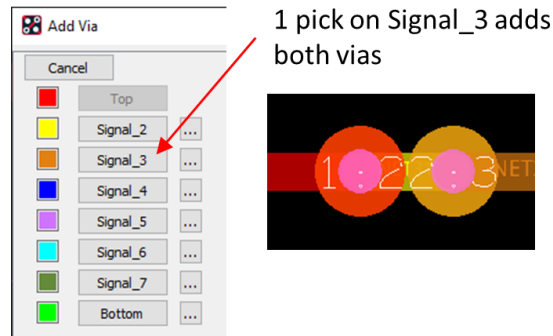 Add Via
Cancel
Top
Signal_2 ...
Signal_3 ...
Signal_4 ...
Signal_5 ...
Signal_6 ...
Signal_7 ...
Bottom ...
1 pick on Signal_3 adds
both vias
1:2 2:3 NET